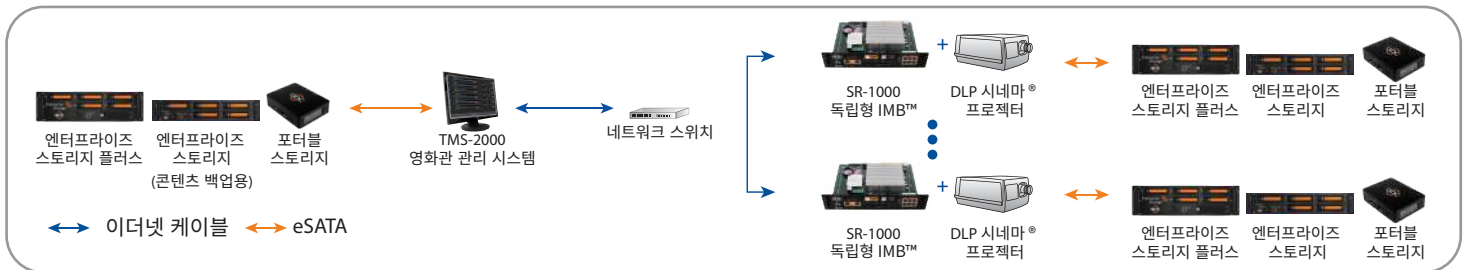 엔터프라이즈
스토리지 플러스
엔터프라이즈
스토리지
(콘텐츠 백업용)
포터블
스토리지
TMS-2000
영화관 관리 시스템
네트워크 스위치
SR-1000
독립형 IMB™
+
DLP 시네마 ®
프로젝터
엔터프라이즈
스토리지 플러스
엔터프라이즈
스토리지
포터블
스토리지
SR-1000
독립형 IMB™
+
DLP 시네마 ®
프로젝터
엔터프라이즈
스토리지 플러스
엔터프라이즈
스토리지
포터블
스토리지
이더넷 케이블
eSATA